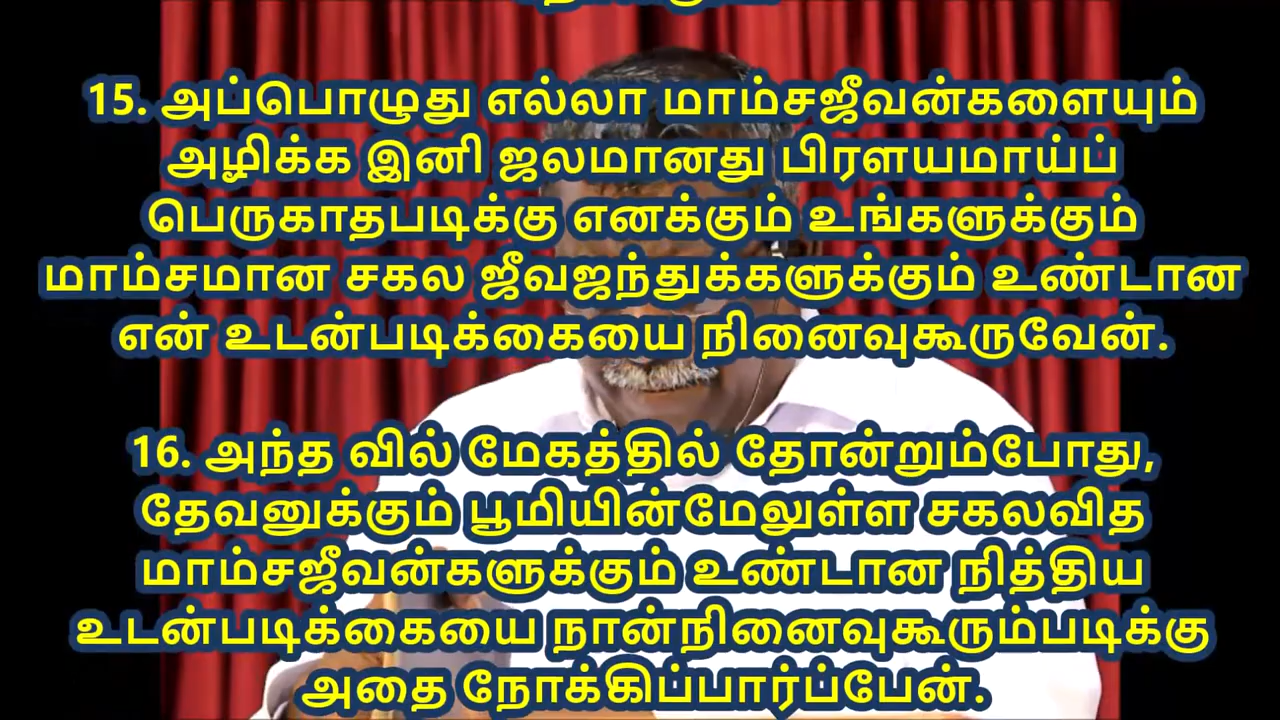 15. அப்பொழுது எல்லா மாம்சஜீவன்களையும்
அழிக்க இனி ஜலமானது பிரளயமாய்ப்
பெருகாதபடிக்கு எனக்கும் உங்களுக்கும்
மாம்சமான சகல ஜீவஜந்துக்களுக்கும் உண்டான
என் உடன்படிக்கையை நினைவுகூருவேன்.
16. அந்த வில் மேகத்தில் தோன்றும்போது,
தேவனுக்கும் பூமியின்மேலுள்ள சகலவித
மாம்சஜீவன்களுக்கும் உண்டான நித்திய
உடன்படிக்கையை நான்நினைவுகூரும்படிக்கு
அதை நோக்கிப்பார்ப்பேன்.